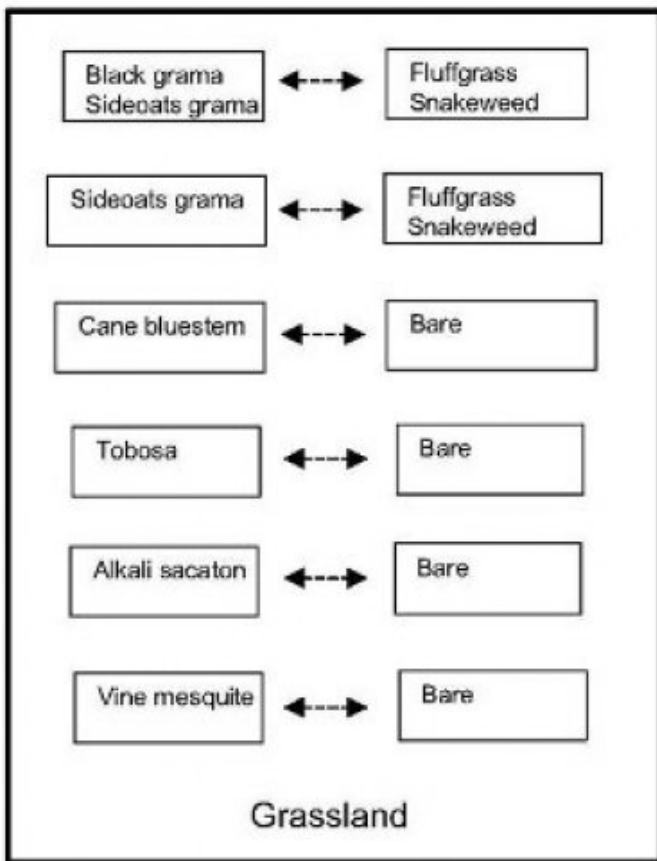 Black grama
Sideoats grama
Fluffgrass
Snakeweed
Sideoats grama
Fluffgrass
Snakeweed
Cane bluestem
Bare
Tobosa
Bare
Alkali sacaton
Bare
Vine mesquite
Bare
Grassland